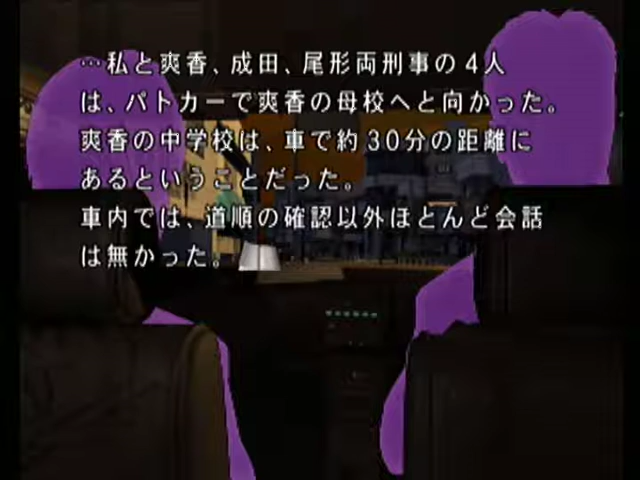 …私と爽香、成田、尾形両刑事の4人
は、パトカーで爽香の母校へと向かった。
爽香の中学校は、車で約30分の距離に
あるということだった。
車内では、道順の確認以外ほとんど会話
は無かった。